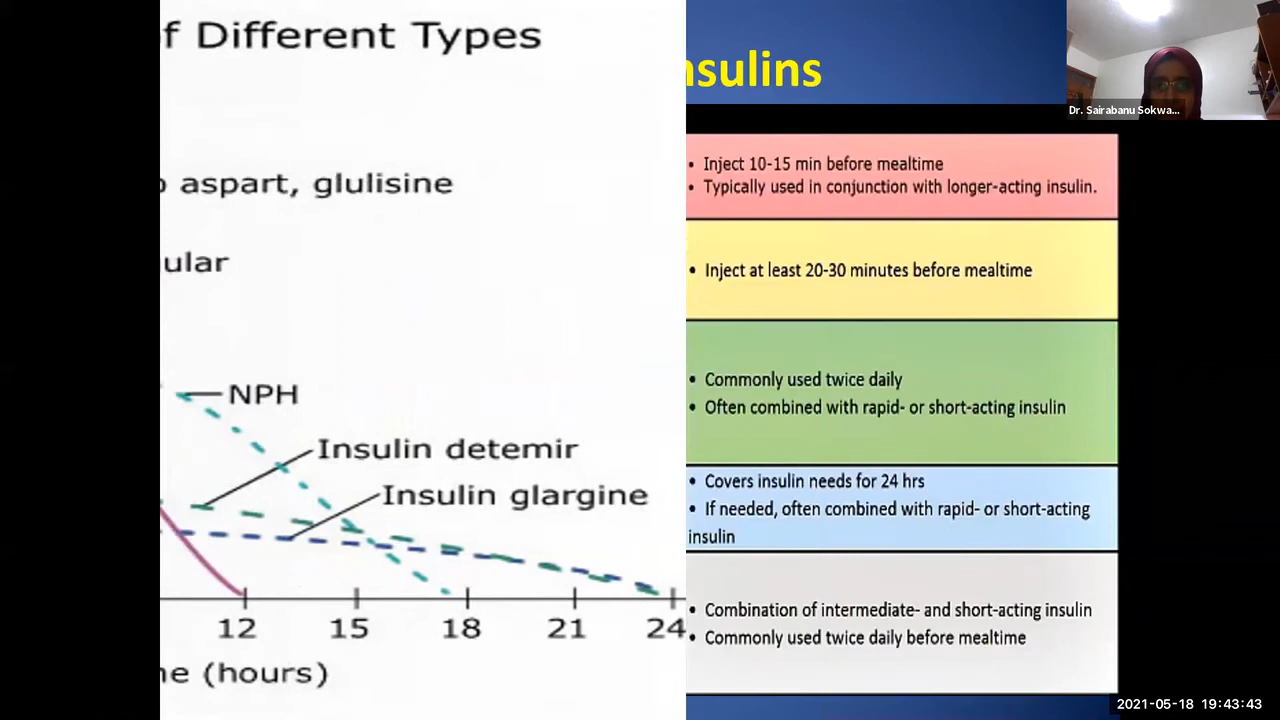 f Different Types
nsulins
Dr. Sairabanu Sokwa...
aspart, glulisine
ular
NPH
Insulin detemir
Insulin glargine
12 15 18 21 24
ne (hours)
• Inject 10-15 min before mealtime
• Typically used in conjunction with longer-acting insulin.
• Inject at least 20-30 minutes before mealtime
• Commonly used twice daily
• Often combined with rapid- or short-acting insulin
• Covers insulin needs for 24 hrs
• If needed, often combined with rapid- or short-acting
insulin
• Combination of intermediate- and short-acting insulin
• Commonly used twice daily before mealtime
2021-05-18 19:43:43